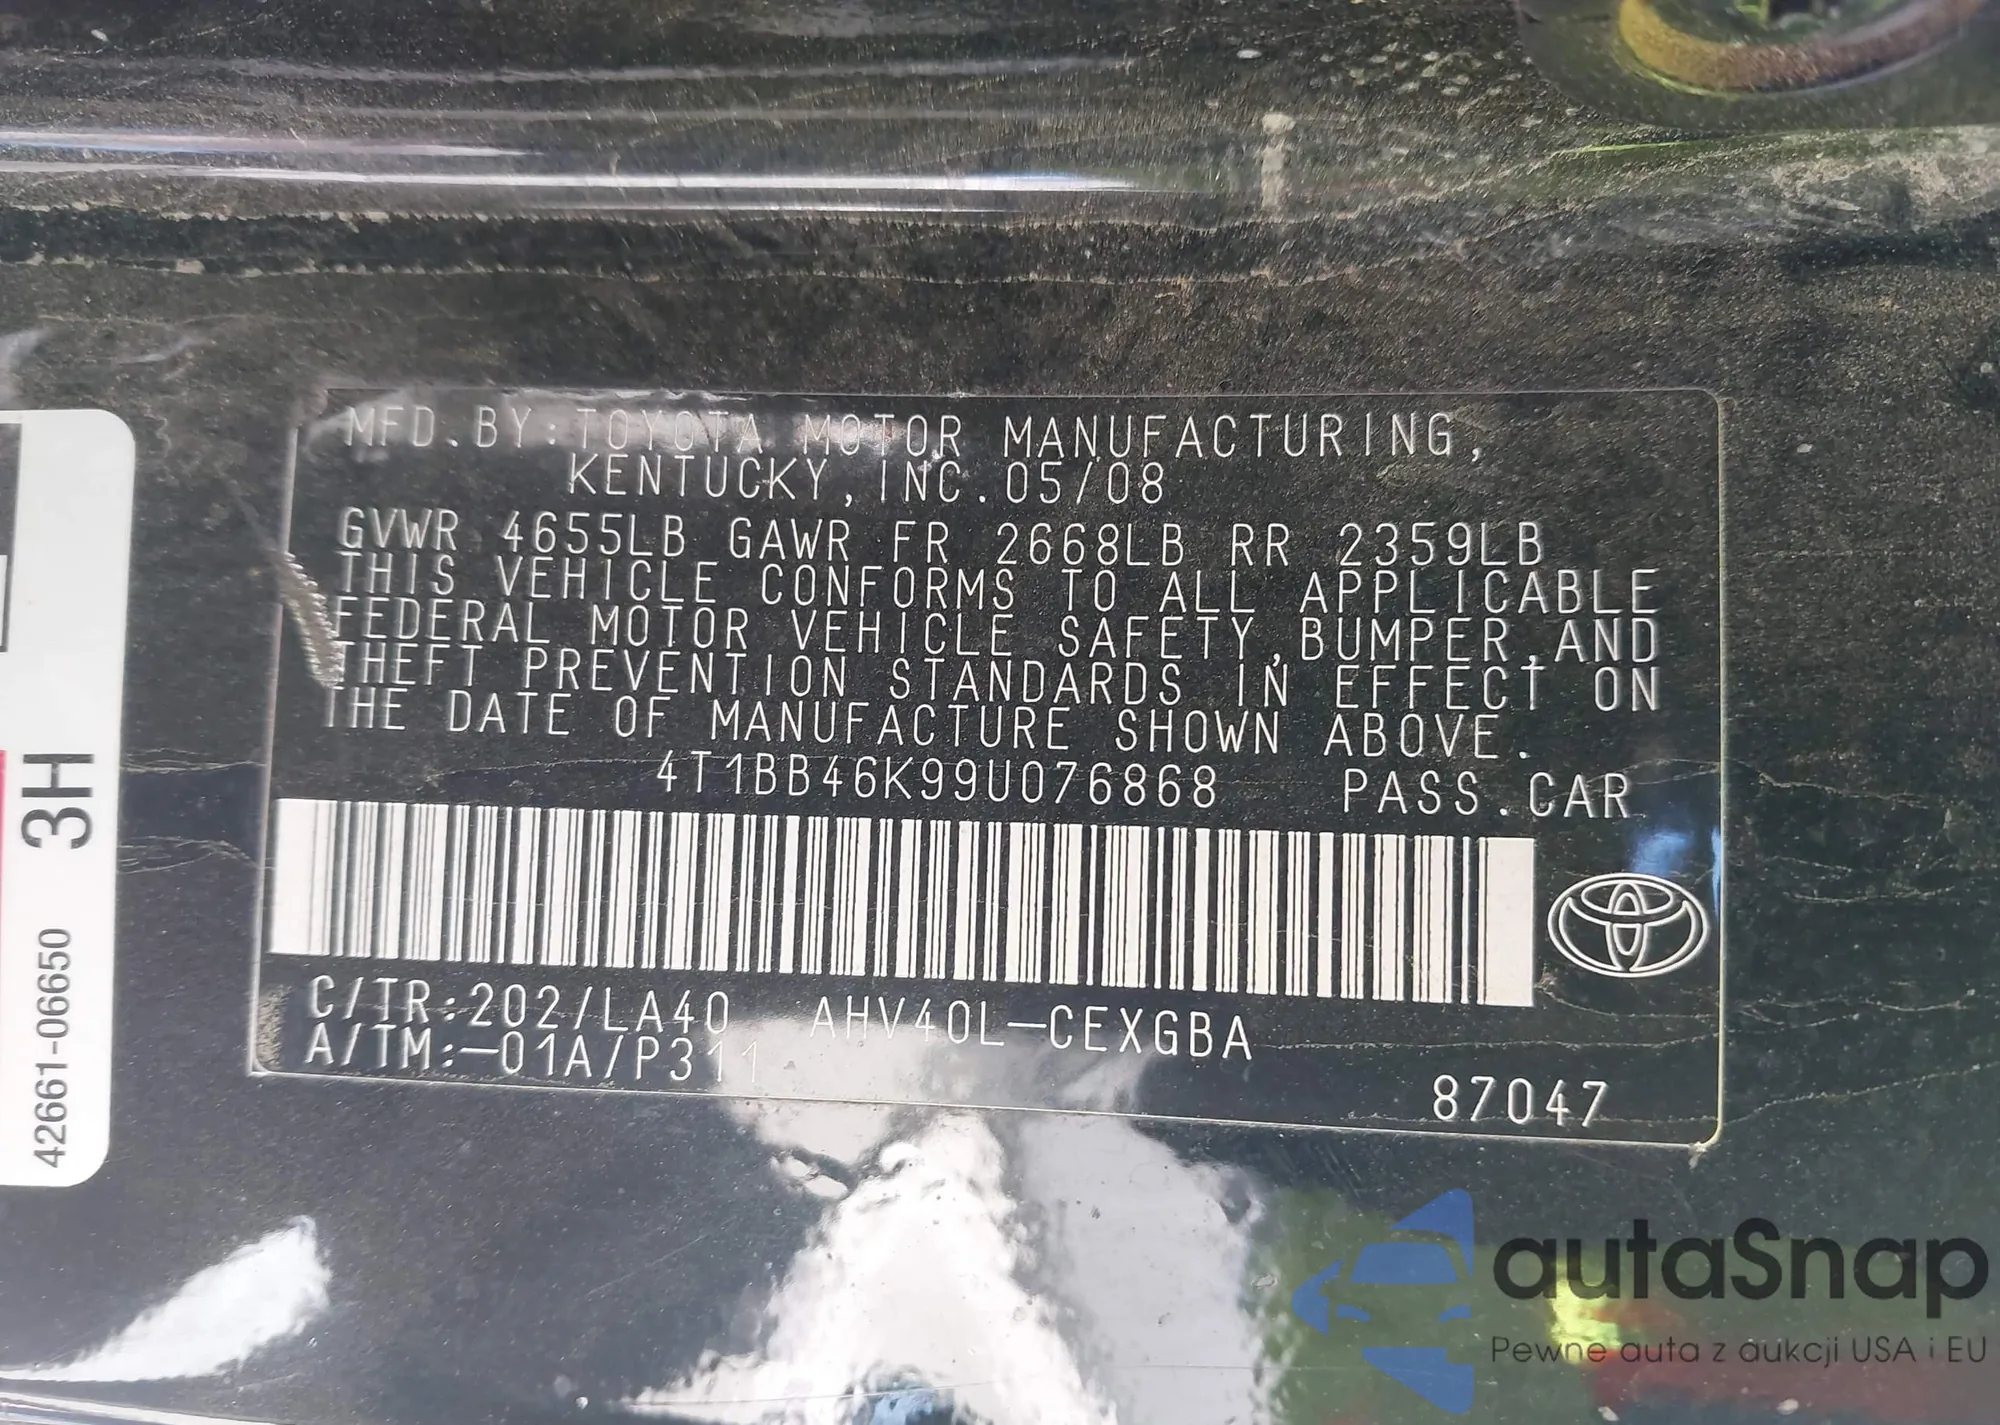 MFD.BY:TOYOTA MOTOR MANUFACTURING,
KENTUCKY, INC.05/08
GVWR 4655LB GAWR FR 2668LB RR 2359LB
THIS VEHICLE CONFORMS TO ALL APPLICABLE
FEDERAL MOTOR VEHICLE SAFETY,BUMPER,AND
THEFT PREVENTION STANDARDS IN EFFECT ON
THE DATE OF MANUFACTURE SHOWN ABOVE.
4T1BB46K99U076868 PASS.CAR
C/TR:202/LA40 AHV40L-CEXGBA
A/TM:-01A/P311
87047
42661-06650 3H
autaSnap
Pewne auta z aukcji USA i EU